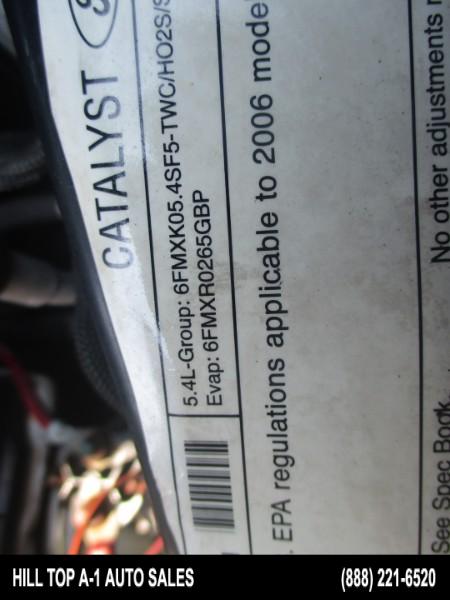 CATALYST
5.4L-Group: 6FMXK05.4SF5-TWC/HO2S/
Evap: 6FMXR0265GBP
EPA regulations applicable to 2006 model
No other adjustments
See Spec Book.
HILL TOP A-1 AUTO SALES (888) 221-6520